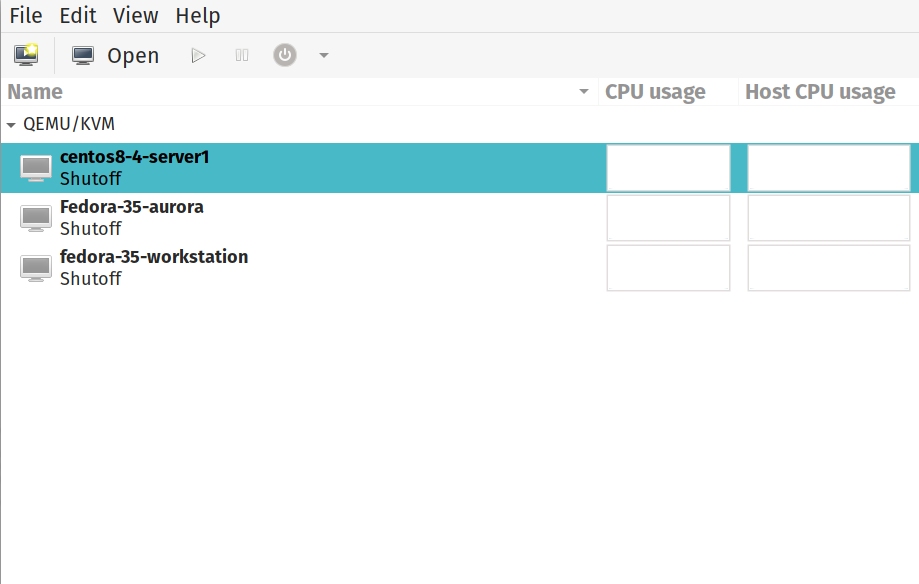 File Edit View Help
Open
Name CPU usage Host CPU usage
QEMU/KVM
centos8-4-server1
Shutoff
Fedora-35-aurora
Shutoff
fedora-35-workstation
Shutoff